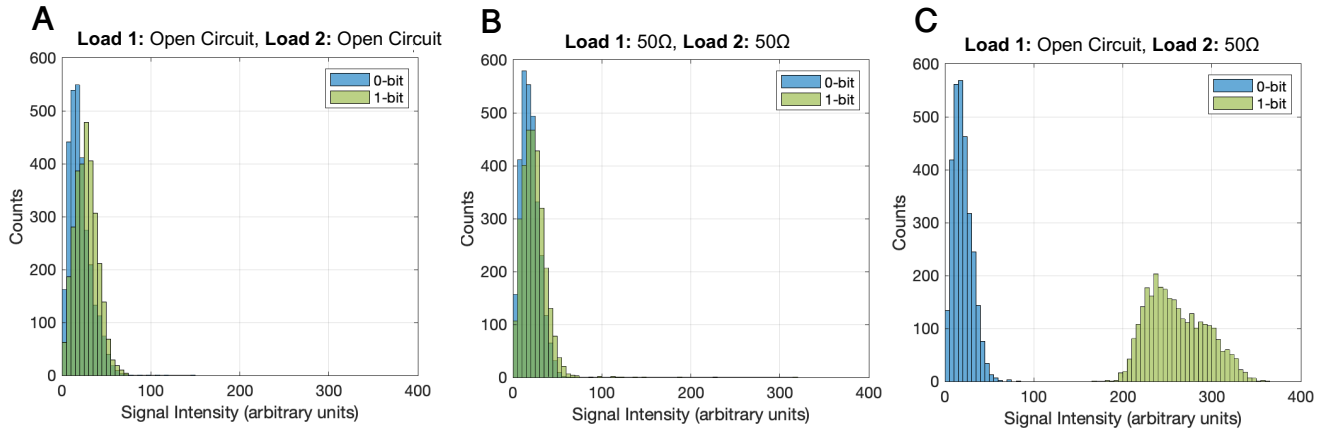 A
Load 1: Open Circuit, Load 2: Open Circuit
600
500
400
300
200
100
0
Counts
0-bit
1-bit
0 100 200 300 400
Signal Intensity (arbitrary units)
B
Load 1: 50Ω, Load 2: 50Ω
600
500
400
300
200
100
0
Counts
0-bit
1-bit
0 100 200 300 400
Signal Intensity (arbitrary units)
C
Load 1: Open Circuit, Load 2: 50Ω
600
500
400
300
200
100
0
Counts
0-bit
1-bit
0 100 200 300 400
Signal Intensity (arbitrary units)